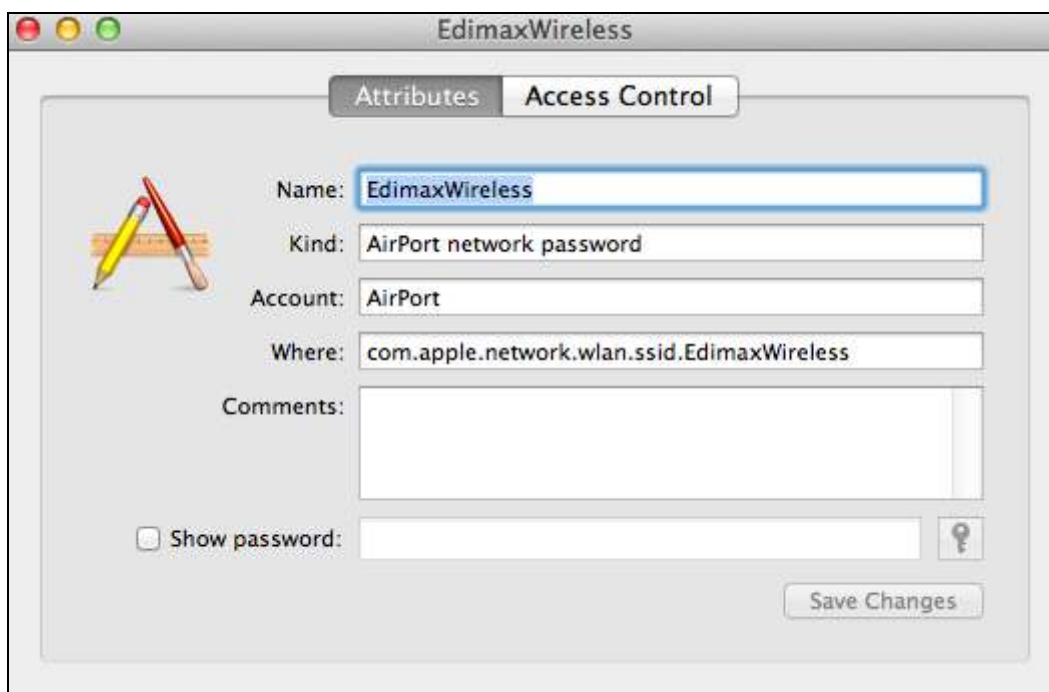 EdimaxWireless
Attributes Access Control
Name: EdimaxWireless
Kind: AirPort network password
Account: AirPort
Where: com.apple.network.wlan.ssid.EdimaxWireless
Comments:
Show password:
Save Changes